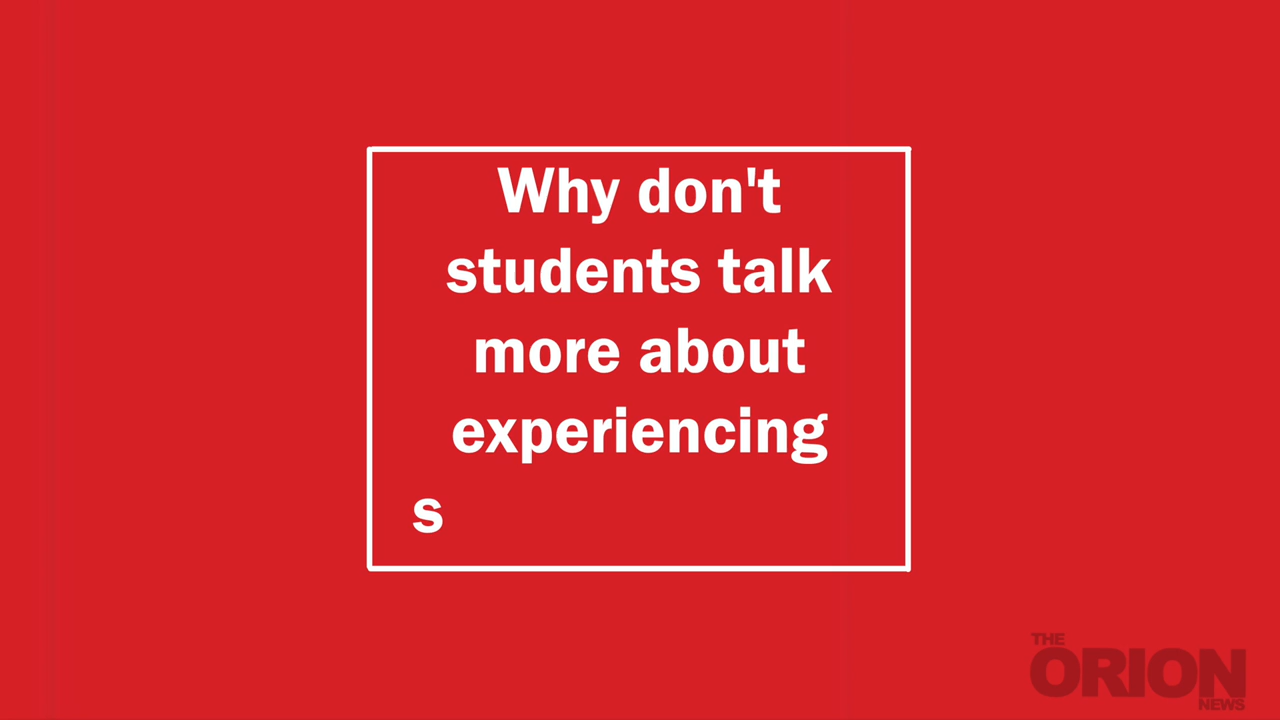 Why don't
students talk
more about
experiencing
s
THE
ORION
NEWS